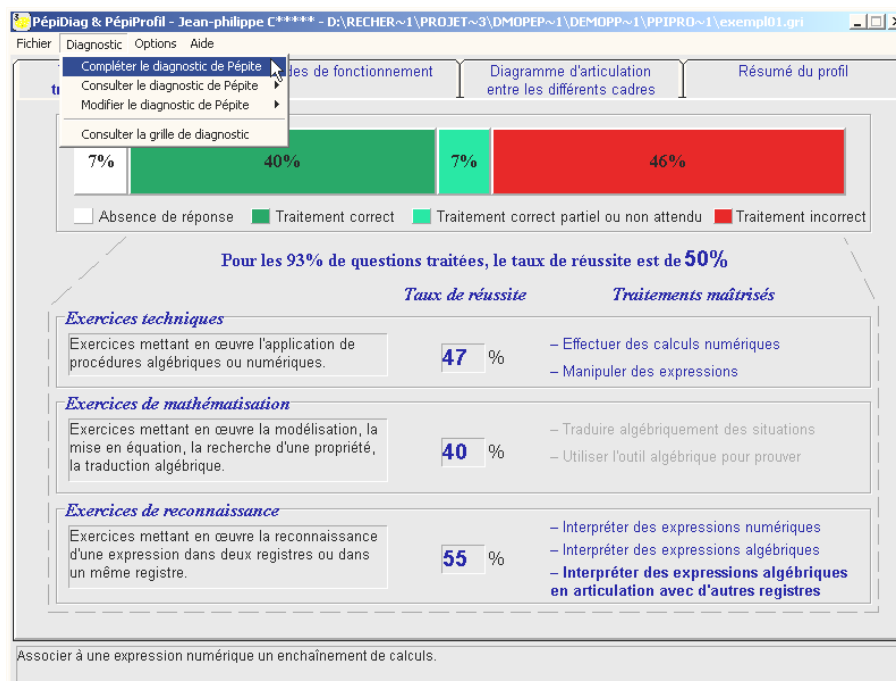 PépiDiag & PépiProfil - Jean-philippe C***** - D:\RECHER~1\PROJET~3\DMOPEP~1\DEMOPP~1\PPIPRO~1\exempl01.gri
Fichier Diagnostic Options Aide
Compléter le diagnostic de Pépite
Consulter le diagnostic de Pépite
Modifier le diagnostic de Pépite
Consulter la grille de diagnostic
des de fonctionnement
Diagramme d'articulation
entre les différents cadres
Résumé du profil
7% 40% 7% 46%
Absence de réponse Traitement correct Traitement correct partiel ou non attendu Traitement incorrect
Pour les 93% de questions traitées, le taux de réussite est de 50%
Taux de réussite Traitements maîtrisés
Exercices techniques
Exercices mettant en œuvre l'application de
procédures algébriques ou numériques.
47 %
– Effectuer des calculs numériques
– Manipuler des expressions
Exercices de mathématisation
Exercices mettant en œuvre la modélisation, la
mise en équation, la recherche d'une propriété,
la traduction algébrique.
40 %
– Traduire algébriquement des situations
– Utiliser l'outil algébrique pour prouver
Exercices de reconnaissance
Exercices mettant en œuvre la reconnaissance
d'une expression dans deux registres ou dans
un même registre.
55 %
– Interpréter des expressions numériques
– Interpréter des expressions algébriques
– Interpréter des expressions algébriques
en articulation avec d'autres registres
Associer à une expression numérique un enchaînement de calculs.